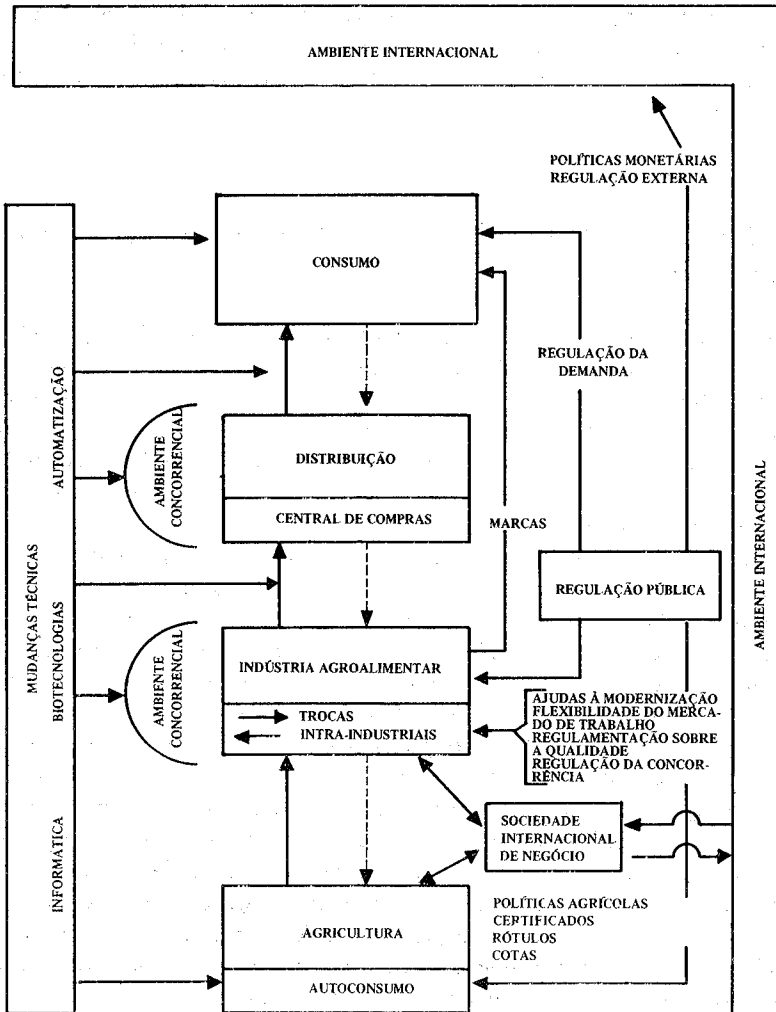 AMBIENTE INTERNACIONAL
POLÍTICAS MONETÁRIAS
REGULAÇÃO EXTERNA
CONSUMO
REGULAÇÃO DA
DEMANDA
AUTOMATIZAÇÃO
AMBIENTE
CONCORRENCIAL
DISTRIBUIÇÃO
CENTRAL DE COMPRAS
MARCAS
AMBIENTE INTERNACIONAL
REGULAÇÃO PÚBLICA
MUDANÇAS TÉCNICAS
BIOTECNOLOGIAS
AMBIENTE
CONCORRENCIAL
INDÚSTRIA AGROALIMENTAR
TROCAS
INTRA-INDUSTRIAIS
AJUDAS À MODERNIZAÇÃO
FLEXIBILIDADE DO MERCA-
DO DE TRABALHO
REGULAMENTAÇÃO SOBRE
A QUALIDADE
REGULAÇÃO DA CONCOR-
RÊNCIA
SOCIEDADE
INTERNACIONAL
DE NEGÓCIO
INFORMATICA
AGRICULTURA
AUTOCONSUMO
POLÍTICAS AGRÍCOLAS
CERTIFICADOS
RÓTULOS
COTAS